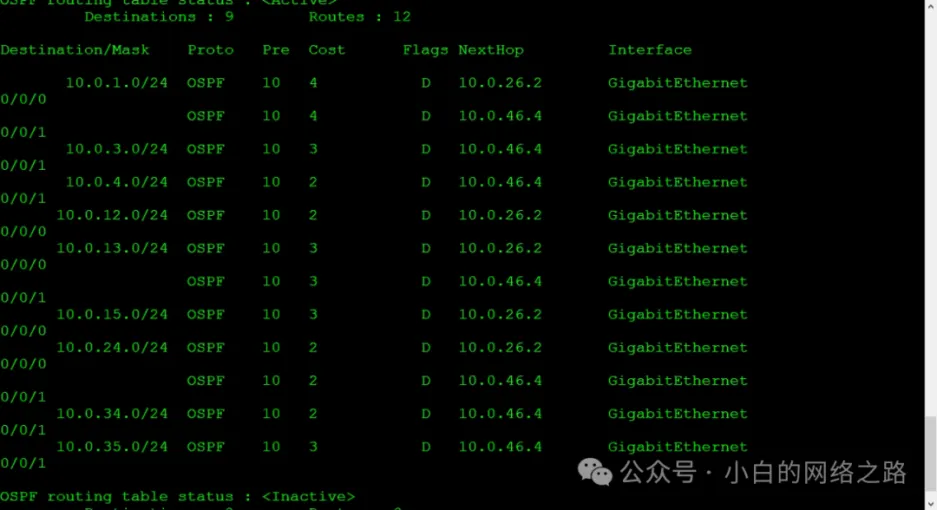 OSPF routing table status : <Active>
Destinations : 9 Routes : 12
Destination/Mask Proto Pre Cost Flags NextHop Interface
10.0.1.0/24 OSPF 10 4 D 10.0.26.2 GigabitEthernet
0/0/0
OSPF 10 4 D 10.0.46.4 GigabitEthernet
0/0/1
10.0.3.0/24 OSPF 10 3 D 10.0.46.4 GigabitEthernet
0/0/1
10.0.4.0/24 OSPF 10 2 D 10.0.46.4 GigabitEthernet
0/0/1
10.0.12.0/24 OSPF 10 2 D 10.0.26.2 GigabitEthernet
0/0/0
10.0.13.0/24 OSPF 10 3 D 10.0.26.2 GigabitEthernet
0/0/0
OSPF 10 3 D 10.0.46.4 GigabitEthernet
0/0/1
10.0.15.0/24 OSPF 10 3 D 10.0.26.2 GigabitEthernet
0/0/0
10.0.24.0/24 OSPF 10 2 D 10.0.26.2 GigabitEthernet
0/0/0
OSPF 10 2 D 10.0.46.4 GigabitEthernet
0/0/1
10.0.34.0/24 OSPF 10 2 D 10.0.46.4 GigabitEthernet
0/0/1
10.0.35.0/24 OSPF 10 3 D 10.0.46.4 GigabitEthernet
0/0/1
公众号 · 小白的网络之路
OSPF routing table status : <Inactive>